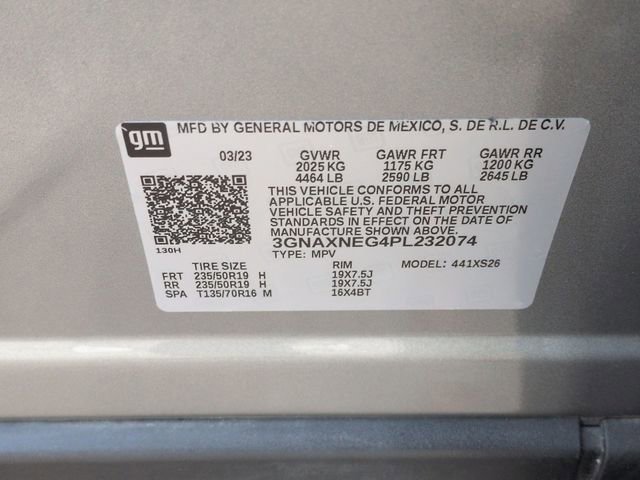 gm MFD BY GENERAL MOTORS DE MEXICO, S. DE R.L. DE C.V.
03/23 GVWR GAWR FRT GAWR RR
2025 KG 1175 KG 1200 KG
4464 LB 2590 LB 2645 LB
THIS VEHICLE CONFORMS TO ALL
APPLICABLE U.S. FEDERAL MOTOR
VEHICLE SAFETY AND THEFT PREVENTION
STANDARDS IN EFFECT ON THE DATE OF
MANUFACTURE SHOWN ABOVE.
3GNAXNEG4PL232074
130H TYPE: MPV MODEL: 441XS26
TIRE SIZE RIM
FRT 235/50R19 H 19X7.5J
RR 235/50R19 H 19X7.5J
SPA T135/70R16 M 16X4BT